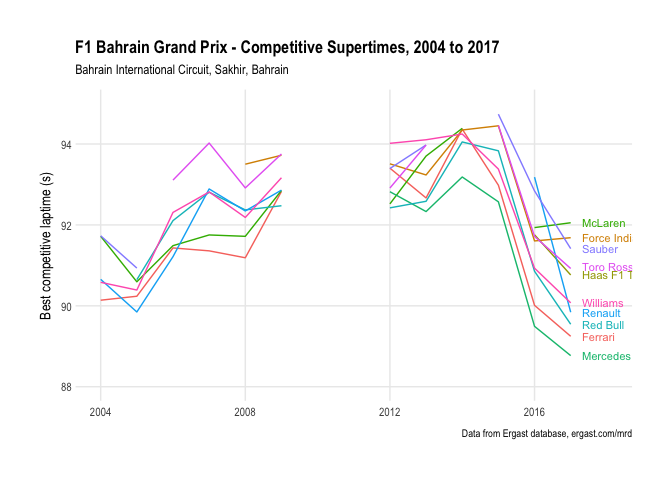 F1 Bahrain Grand Prix - Competitive Supertimes, 2004 to 2017
Bahrain International Circuit, Sakhir, Bahrain
Best competitive laptime (s)
94
92
90
88
McLaren
Force Indi
Sauber
Toro Ross
Haas F1 T
Williams
Renault
Red Bull
Ferrari
Mercedes
2004
2008
2012
2016
Data from Ergast database, ergast.com/mrd